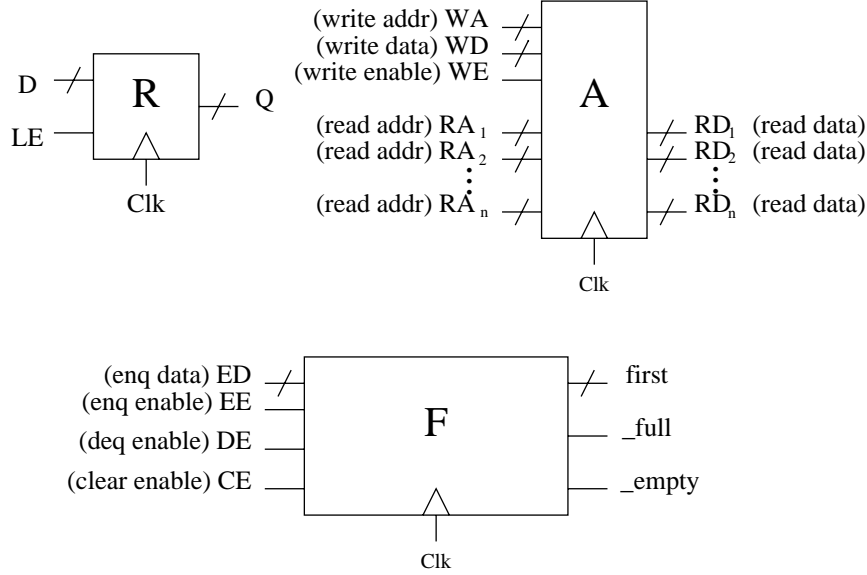 D
LE
R
Q
Clk
(write addr) WA
(write data) WD
(write enable) WE
A
(read addr) RA 1
(read addr) RA 2
(read addr) RA n
RD1 (read data)
RD2 (read data)
RDn (read data)
Clk
(enq data) ED
(enq enable) EE
(deq enable) DE
(clear enable) CE
F
first
_full
_empty
Clk